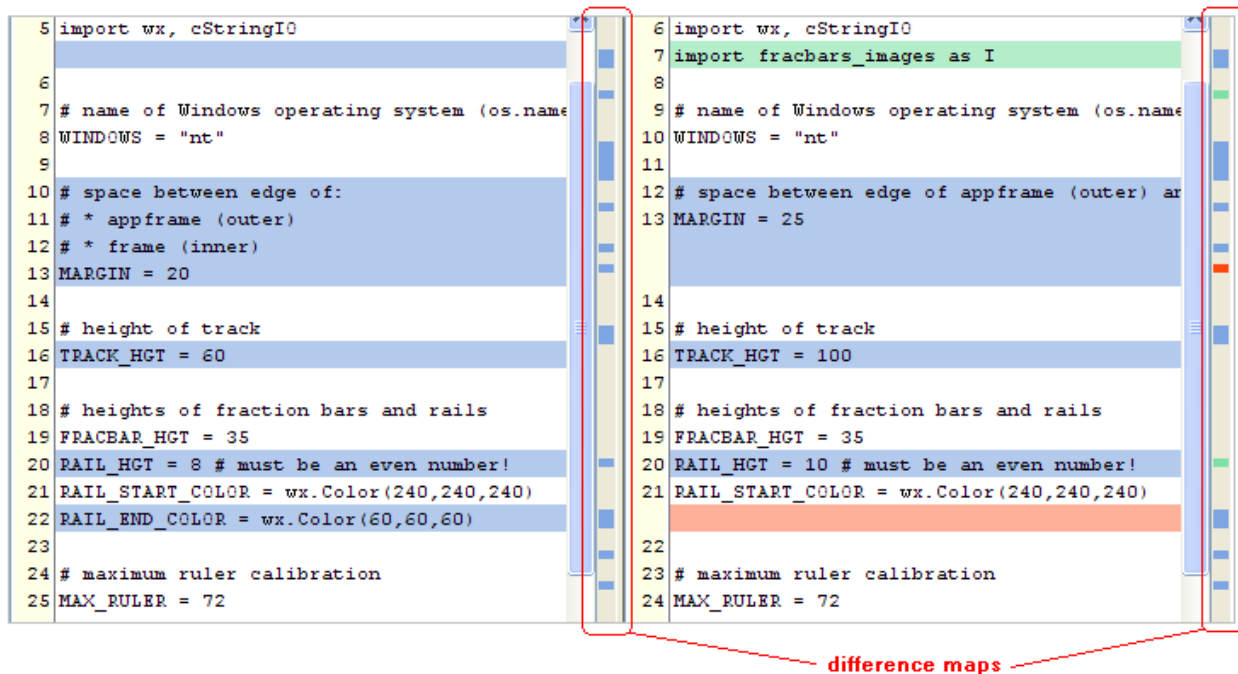 5 import wx, cStringIO
6
7 # name of Windows operating system (os.name
8 WINDOWS = "nt"
9
10 # space between edge of:
11 # * appframe (outer)
12 # * frame (inner)
13 MARGIN = 20
14
15 # height of track
16 TRACK_HGT = 60
17
18 # heights of fraction bars and rails
19 FRACBAR_HGT = 35
20 RAIL_HGT = 8 # must be an even number!
21 RAIL_START_COLOR = wx.Color(240,240,240)
22 RAIL_END_COLOR = wx.Color(60,60,60)
23
24 # maximum ruler calibration
25 MAX_RULER = 72
6 import wx, cStringIO
7 import fracbars_images as I
8
9 # name of Windows operating system (os.name
10 WINDOWS = "nt"
11
12 # space between edge of appframe (outer) ar
13 MARGIN = 25
14
15 # height of track
16 TRACK_HGT = 100
17
18 # heights of fraction bars and rails
19 FRACBAR_HGT = 35
20 RAIL_HGT = 10 # must be an even number!
21 RAIL_START_COLOR = wx.Color(240,240,240)
22
23 # maximum ruler calibration
24 MAX_RULER = 72
difference maps